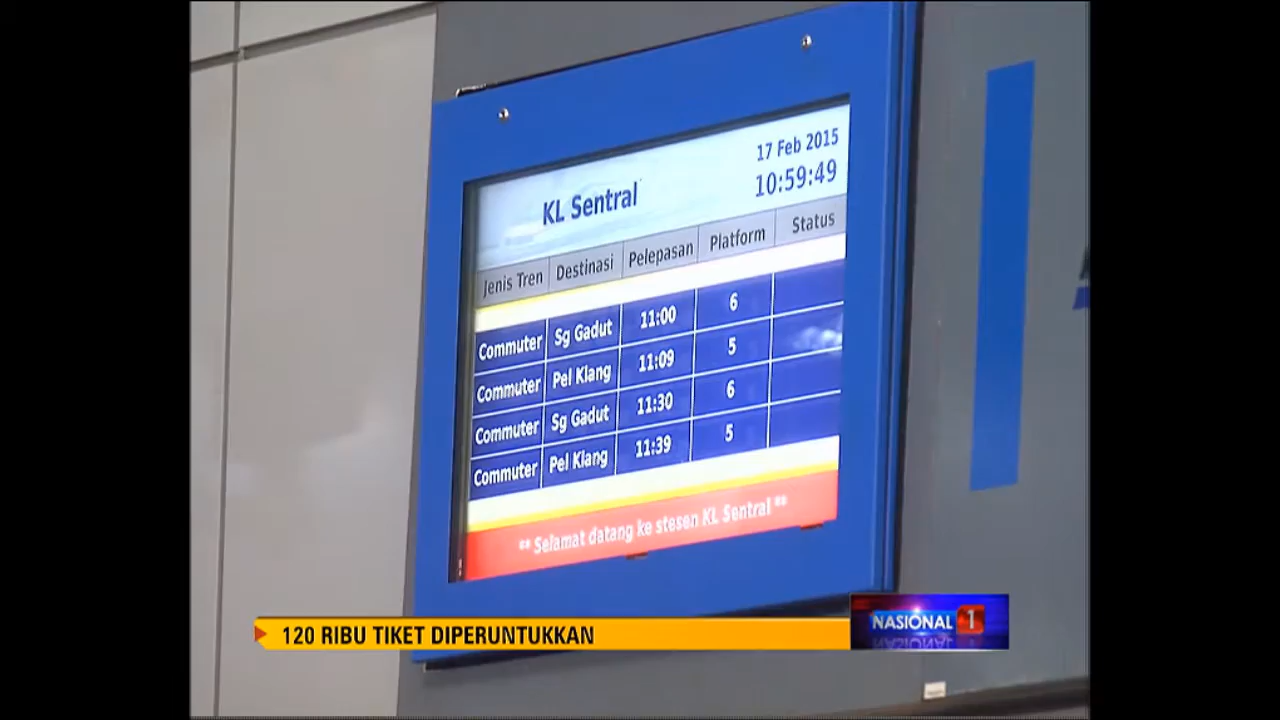 17 Feb 2015
KL Sentral 10:59:49
Jenis Tren Destinasi Pelepasan Platform Status
Commuter Sg Gadut 11:00 6
Commuter Pel Klang 11:09 5
Commuter Sg Gadut 11:30 6
Commuter Pel Klang 11:39 5
** Selamat datang ke stesen KL Sentral **
120 RIBU TIKET DIPERUNTUKKAN
NASIONAL 1